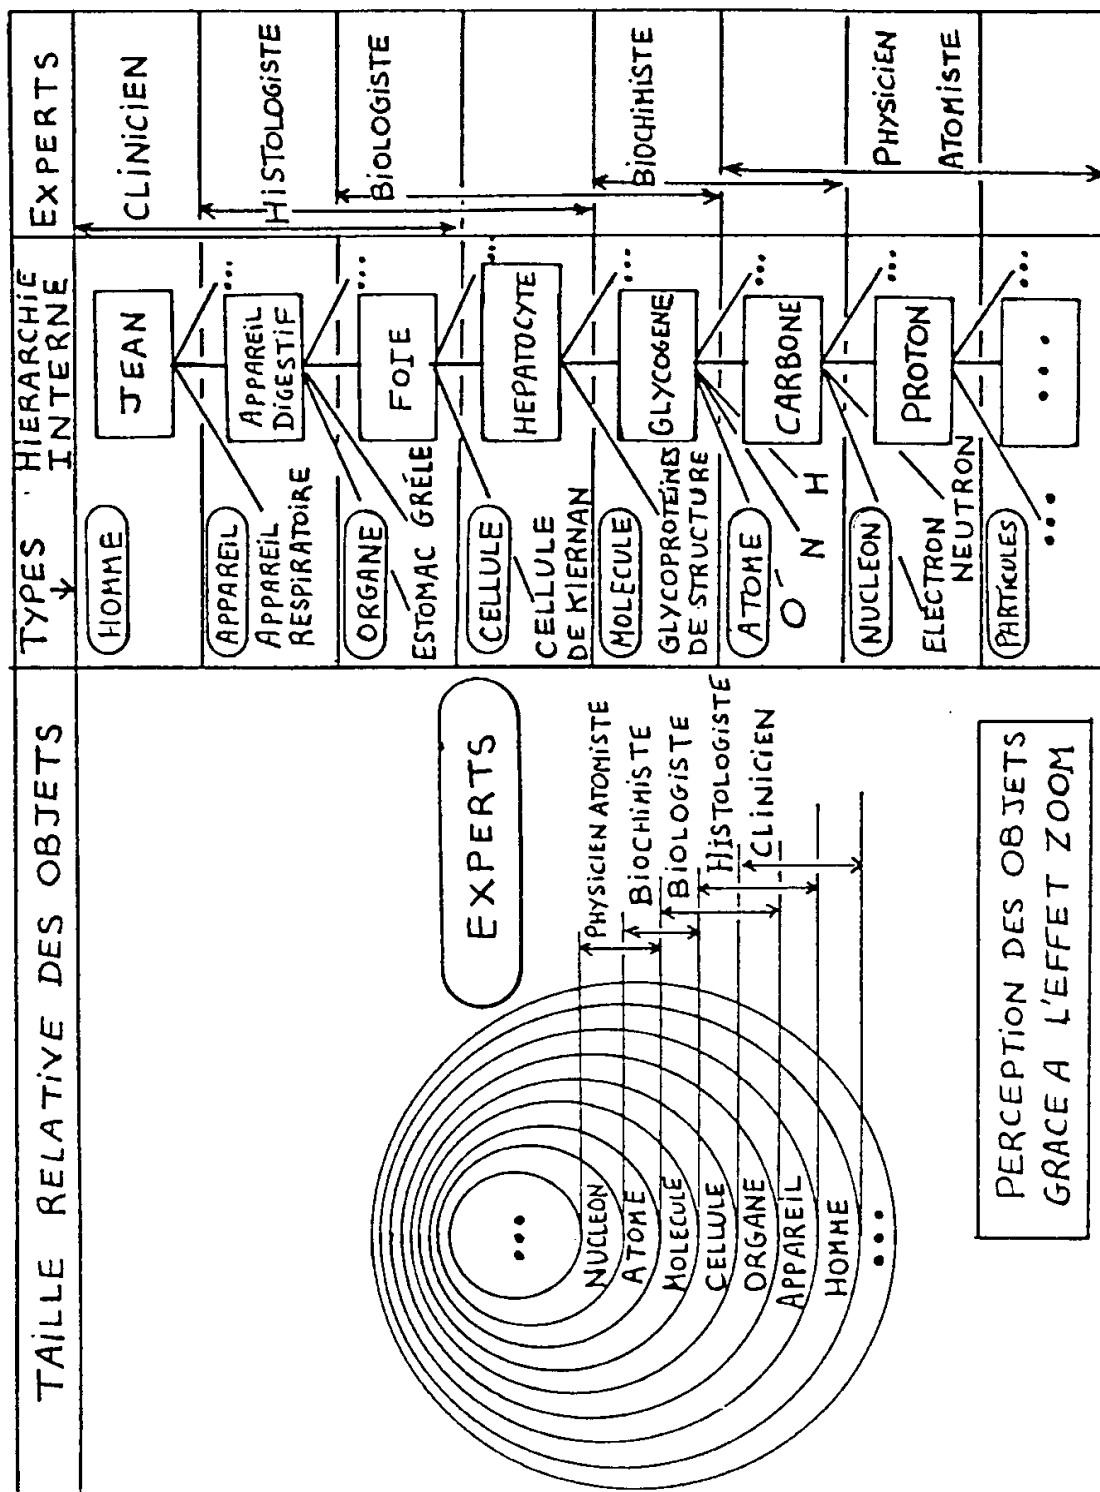 TAILLE RELATIVE DES OBJETS
TYPES
HIERARCHIE
INTERNE
EXPERTS
HOMME
JEAN
CLINICIEN
APPAREIL
APPAREIL
RESPIRATOIRE
APPAREIL
DIGESTIF
...
HISTOLOGISTE
ORGANE
ESTOMAC GRÉLE
FOIE
...
BIOLOGISTE
CELLULE
CELLULE
DE KIERNAN
HEPATOCYTE
...
MOLECULE
GLYCOPROTÉINES
DE STRUCTURE
GLYCOGENE
...
BIOCHIMISTE
ATOME
O N H
CARBONE
...
NUCLEON
ELECTRON
NEUTRON
PROTON
...
PHYSICIEN
ATOMISTE
PARTICULES
...
...
...
EXPERTS
...
NUCLEON
ATOME
MOLECULE
CELLULE
ORGANE
APPAREIL
HOMME
...
PHYSICIEN ATOMISTE
BIOCHIMISTE
BIOLOGISTE
HISTOLOGISTE
CLINICIEN
PERCEPTION DES OBJETS
GRACE A L'EFFET ZOOM